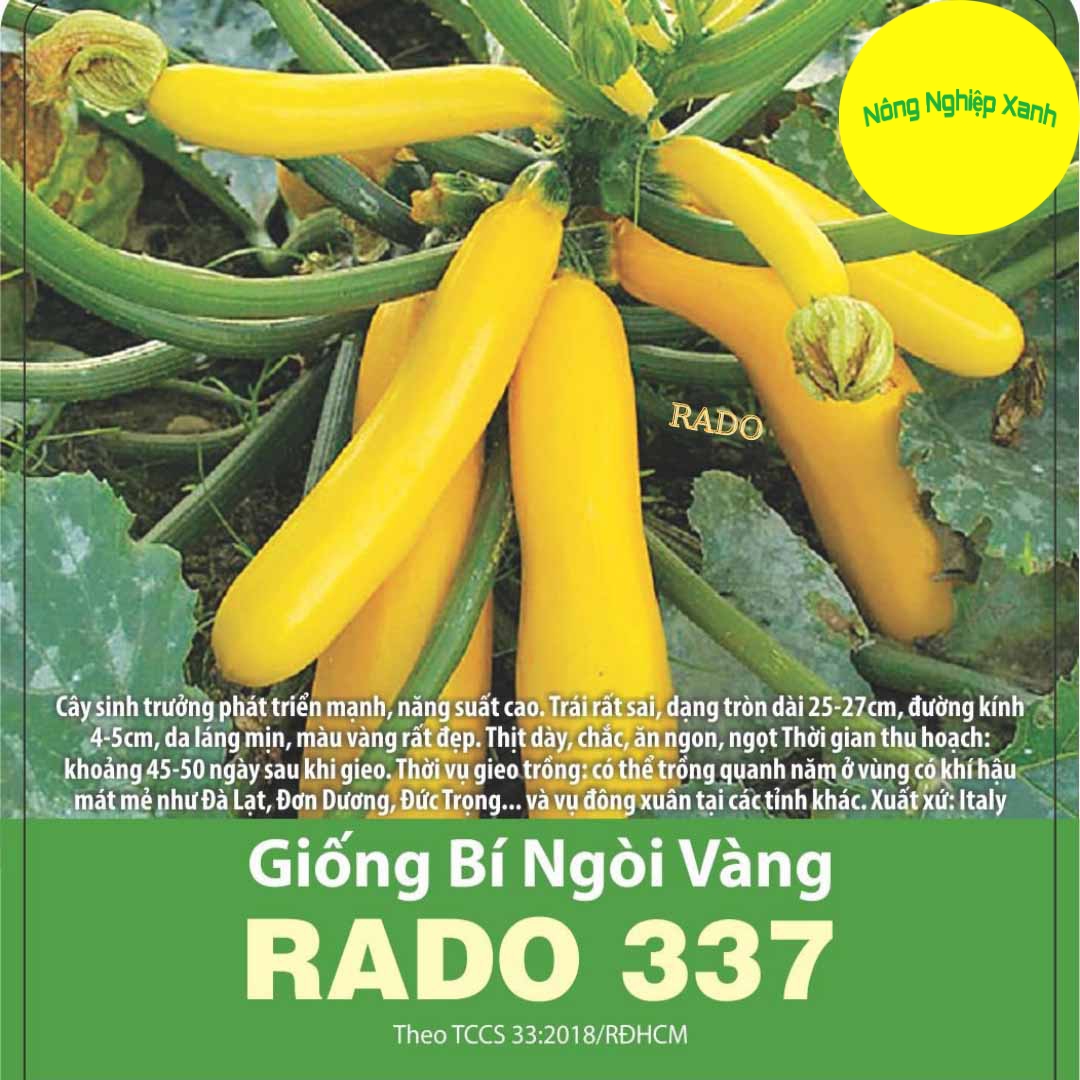 Nông Nghiệp Xanh
RADO
Cây sinh trưởng phát triển mạnh, năng suất cao. Trái rất sai, dạng tròn dài 25-27cm, đường kính
4-5cm, da láng mịn, màu vàng rất đẹp. Thịt dày, chắc, ăn ngon, ngọt Thời gian thu hoạch:
khoảng 45-50 ngày sau khi gieo. Thời vụ gieo trồng: có thể trồng quanh năm ở vùng có khí hậu
mát mẻ như Đà Lạt, Đơn Dương, Đức Trọng... và vụ đông xuân tại các tỉnh khác. Xuất xứ: Italy
Giống Bí Ngòi Vàng
RADO 337
Theo TCCS 33:2018/RĐHCM